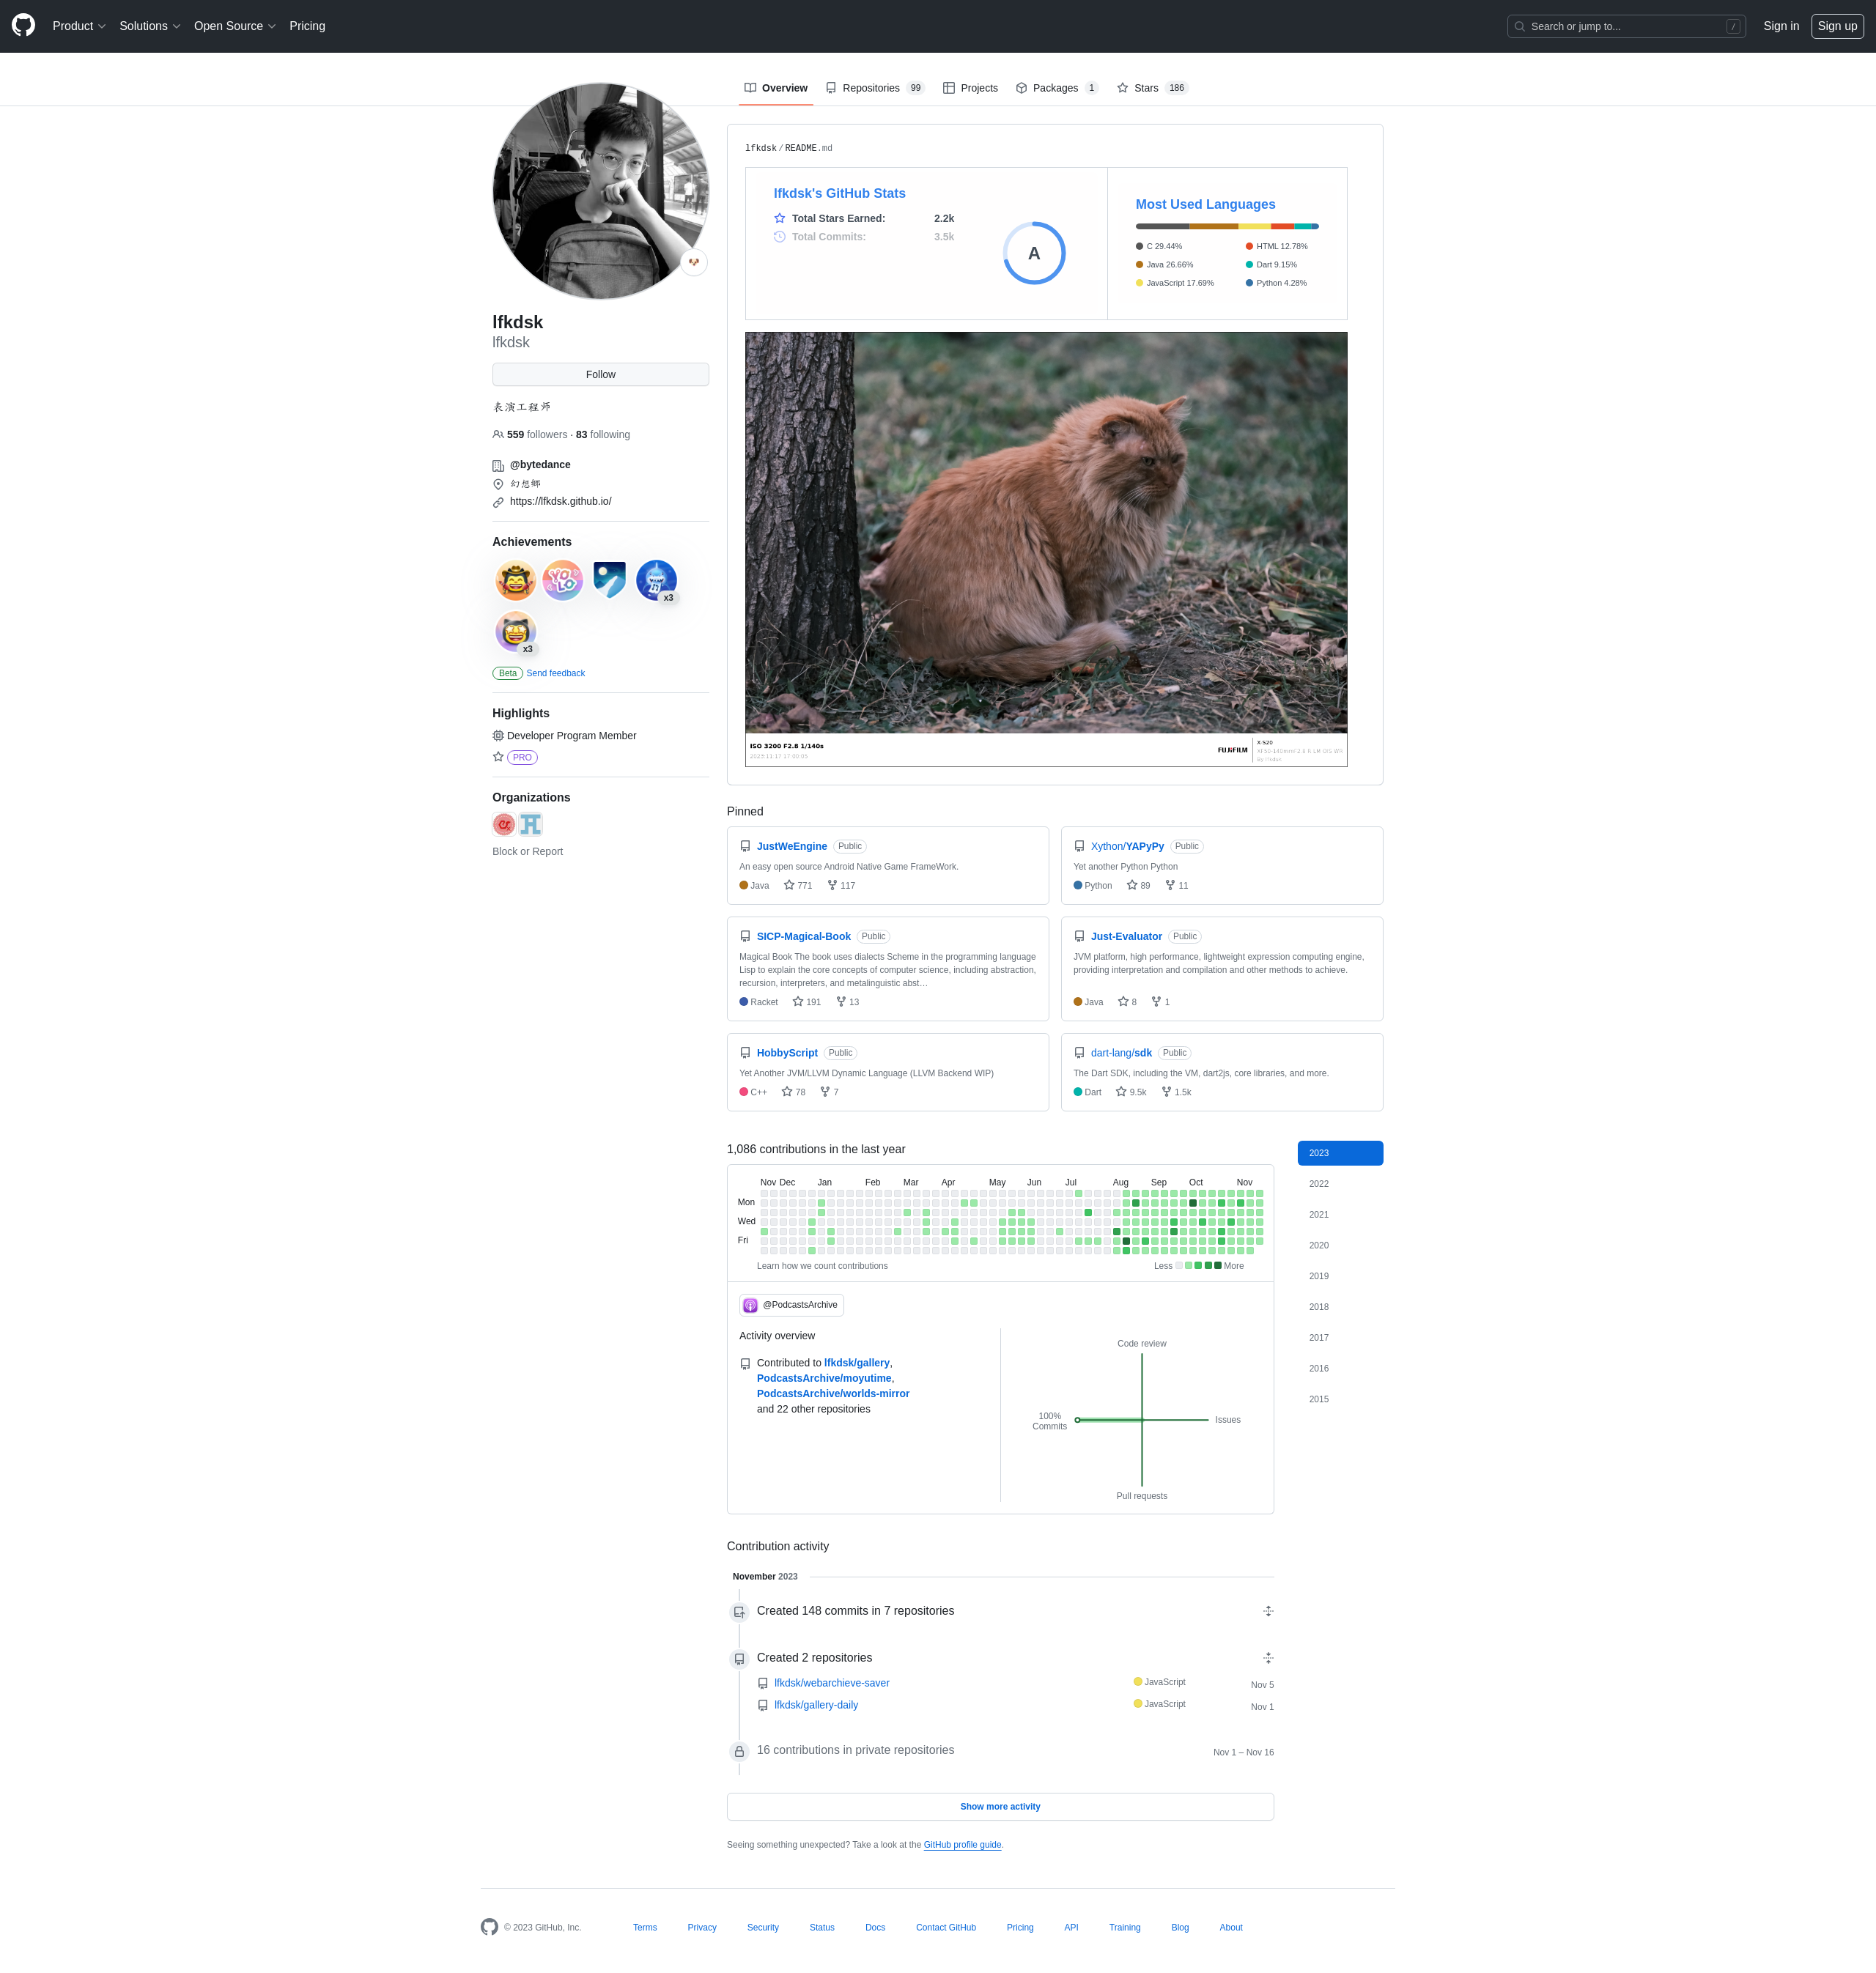 Product
Solutions
Open Source
Pricing
Search or jump to...
/
Sign in
Sign up
Overview
Repositories 99
Projects
Packages 1
Stars 186
lfkdsk
lfkdsk
Follow
表演工程师
559 followers · 83 following
@bytedance
幻想鄉
https://lfkdsk.github.io/
Achievements
YOLO
x3
x3
Beta Send feedback
Highlights
Developer Program Member
PRO
Organizations
Block or Report
lfkdsk/README.md
lfkdsk's GitHub Stats
Total Stars Earned: 2.2k
Total Commits: 3.5k
A
Most Used Languages
C 29.44%
Java 26.66%
JavaScript 17.69%
HTML 12.78%
Dart 9.15%
Python 4.28%
ISO 3200 F2.8 1/140s
FUJIFILM
X-S20
Pinned
JustWeEngine Public
An easy open source Android Native Game FrameWork.
Java 771 117
Xython/YAPyPy Public
Yet another Python Python
Python 89 11
SICP-Magical-Book Public
Magical Book The book uses dialects Scheme in the programming language
Lisp to explain the core concepts of computer science, including abstraction,
recursion, interpreters, and metalinguistic abst…
Racket 191 13
Just-Evaluator Public
JVM platform, high performance, lightweight expression computing engine,
providing interpretation and compilation and other methods to achieve.
Java 8 1
HobbyScript Public
Yet Another JVM/LLVM Dynamic Language (LLVM Backend WIP)
C++ 78 7
dart-lang/sdk Public
The Dart SDK, including the VM, dart2js, core libraries, and more.
Dart 9.5k 1.5k
1,086 contributions in the last year
Nov Dec Jan Feb Mar Apr May Jun Jul Aug Sep Oct Nov
Mon
Wed
Fri
Learn how we count contributions
Less More
@PodcastsArchive
Activity overview
Contributed to lfkdsk/gallery,
PodcastsArchive/moyutime,
PodcastsArchive/worlds-mirror
and 22 other repositories
Code review
100%
Commits
Issues
Pull requests
2023
2022
2021
2020
2019
2018
2017
2016
2015
Contribution activity
November 2023
Created 148 commits in 7 repositories
Created 2 repositories
lfkdsk/webarchieve-saver JavaScript Nov 5
lfkdsk/gallery-daily JavaScript Nov 1
16 contributions in private repositories Nov 1 – Nov 16
Show more activity
Seeing something unexpected? Take a look at the GitHub profile guide.
© 2023 GitHub, Inc.
Terms
Privacy
Security
Status
Docs
Contact GitHub
Pricing
API
Training
Blog
About